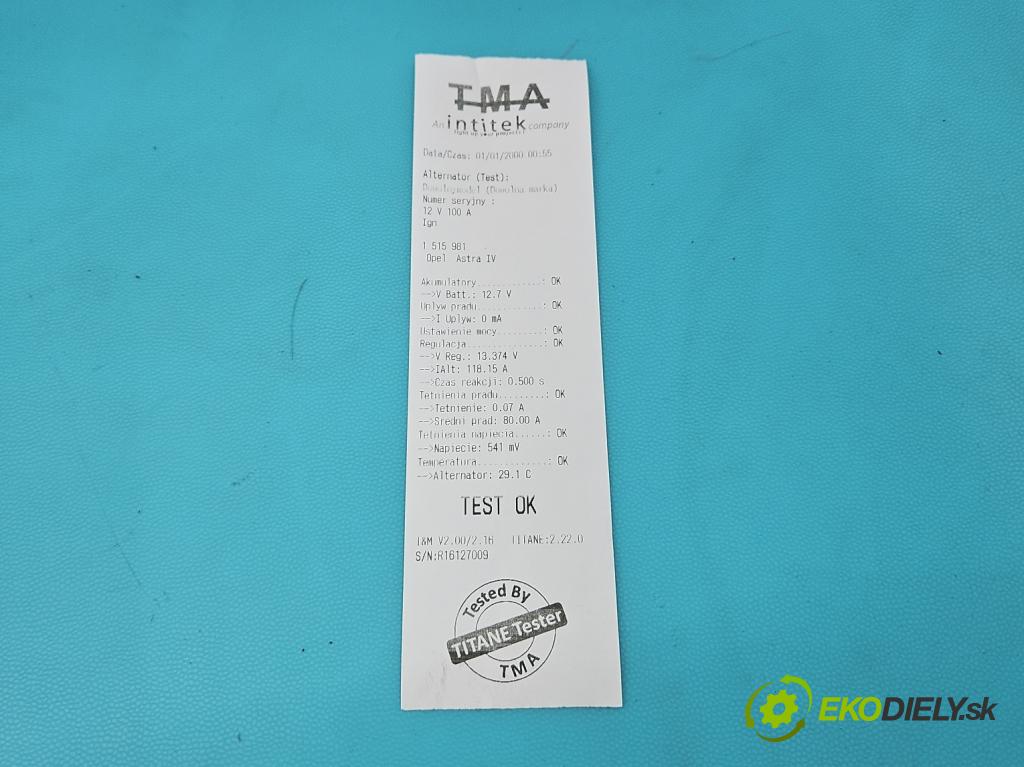 TMA
An intitek company
light up your projects!
Data/Czas: 01/01/2000 00:55
Alternator (Test):
Dowolnymodel (Dowolna marka)
Numer seryjny :
12 V 100 A
Ign
1 515 981
Opel Astra IV
Akumulatory.............: OK
-->V Batt.: 12.7 V
Uplyw pradu.............: OK
-->I Uplyw: 0 mA
Ustawienie mocy.........: OK
Regulacja...............: OK
-->V Reg.: 13.374 V
-->IAlt: 118.15 A
-->Czas reakcji: 0.500 s
Tetnienia pradu.........: OK
-->Tetnienie: 0.07 A
-->Sredni prad: 80.00 A
Tetnienia napiecia......: OK
-->Napiecie: 541 mV
Temperatura.............: OK
-->Alternator: 29.1 C
TEST OK
I&M V2.00/2.16 TITANE:2.22.0
S/N:R16127009
Tested By
TITANE Tester
TMA
EKODIELY.sk